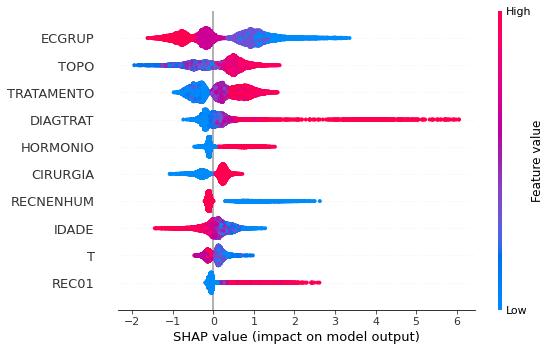 High
ECGRUP
TOPO
TRATAMENTO
DIAGTRAT
HORMONIO
CIRURGIA
RECNENHUM
IDADE
T
REC01
Feature value
Low
−2 −1 0 1 2 3 4 5 6
SHAP value (impact on model output)